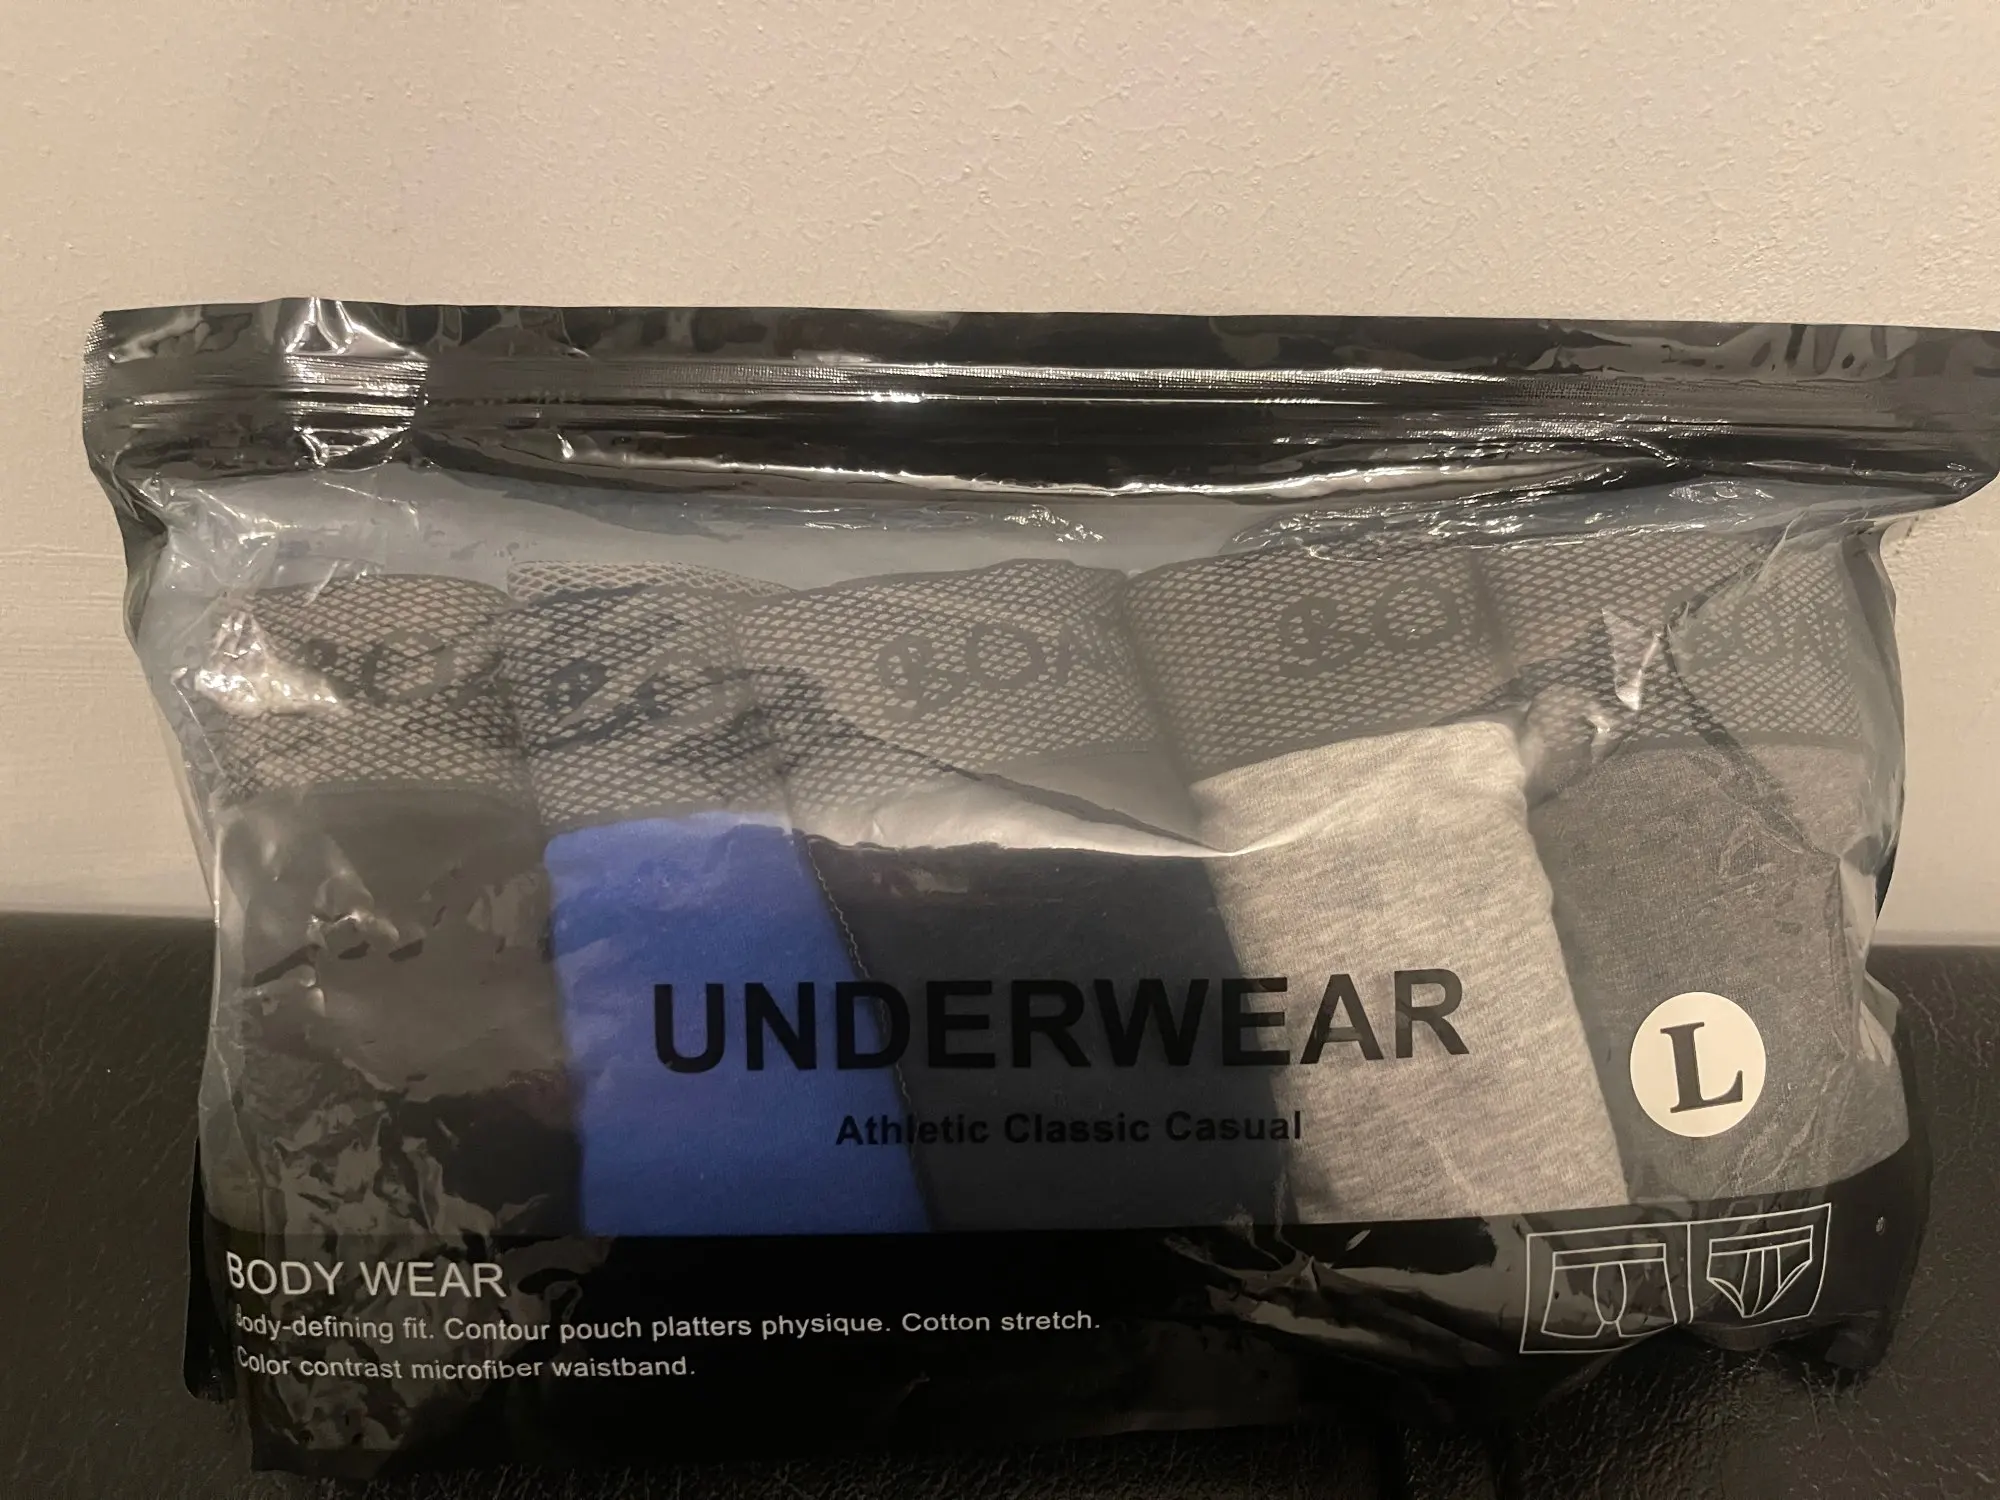 UNDERWEAR
Athletic Classic Casual
L
BODY WEAR
Body-defining fit. Contour pouch platters physique. Cotton stretch.
Color contrast microfiber waistband.